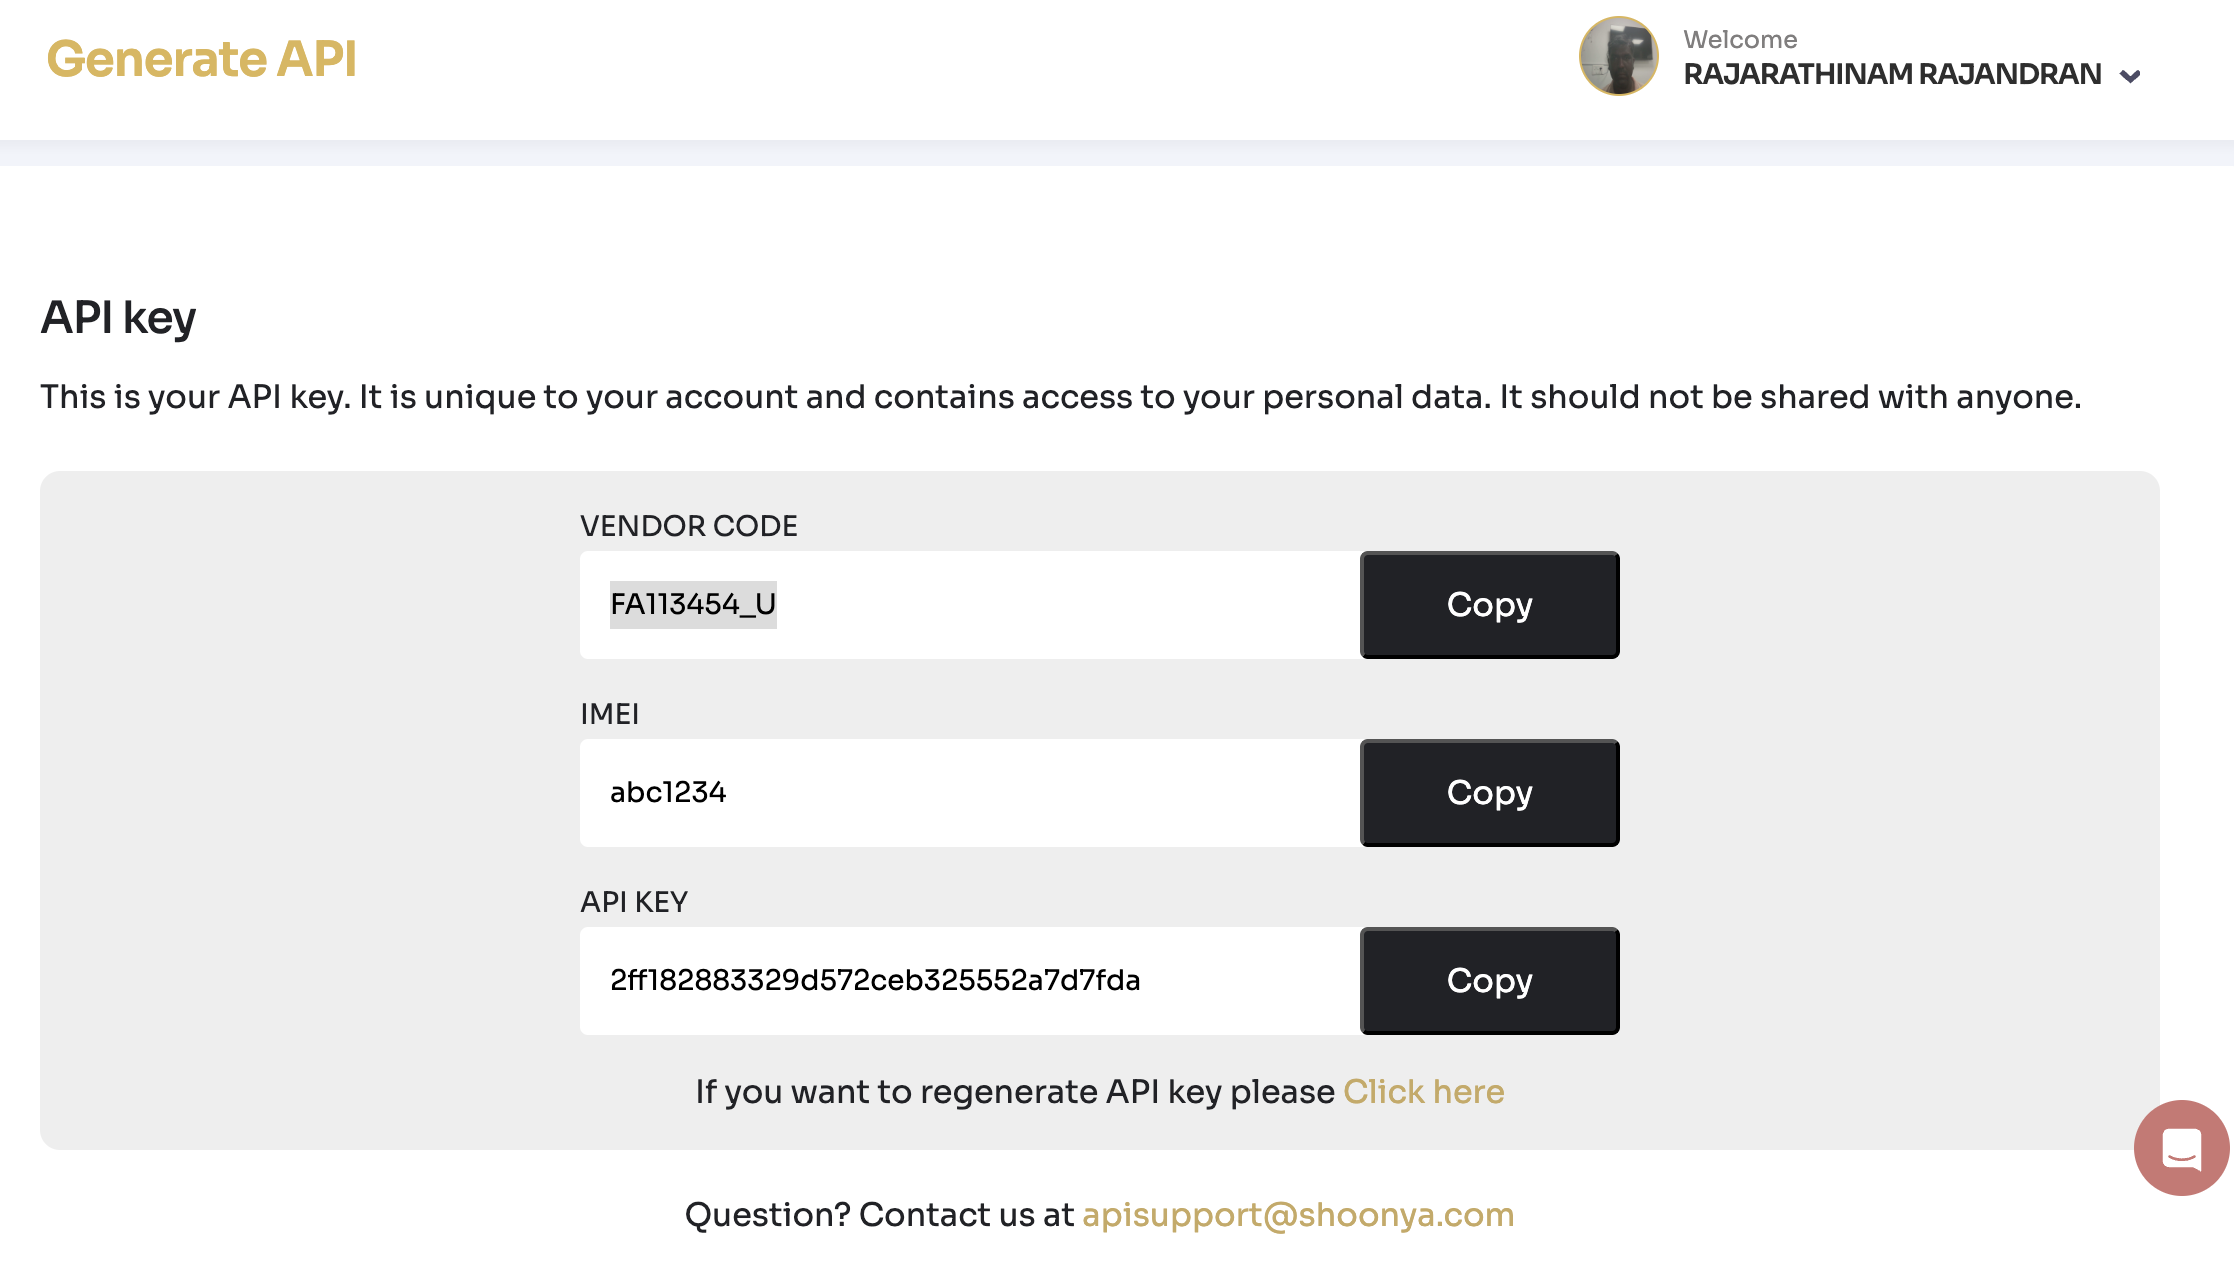 Generate API
Welcome
RAJARATHINAM RAJANDRAN
API key
This is your API key. It is unique to your account and contains access to your personal data. It should not be shared with anyone.
VENDOR CODE
FA113454_U
Copy
IMEI
abc1234
Copy
API KEY
2ff182883329d572ceb325552a7d7fda
Copy
If you want to regenerate API key please Click here
Question? Contact us at apisupport@shoonya.com